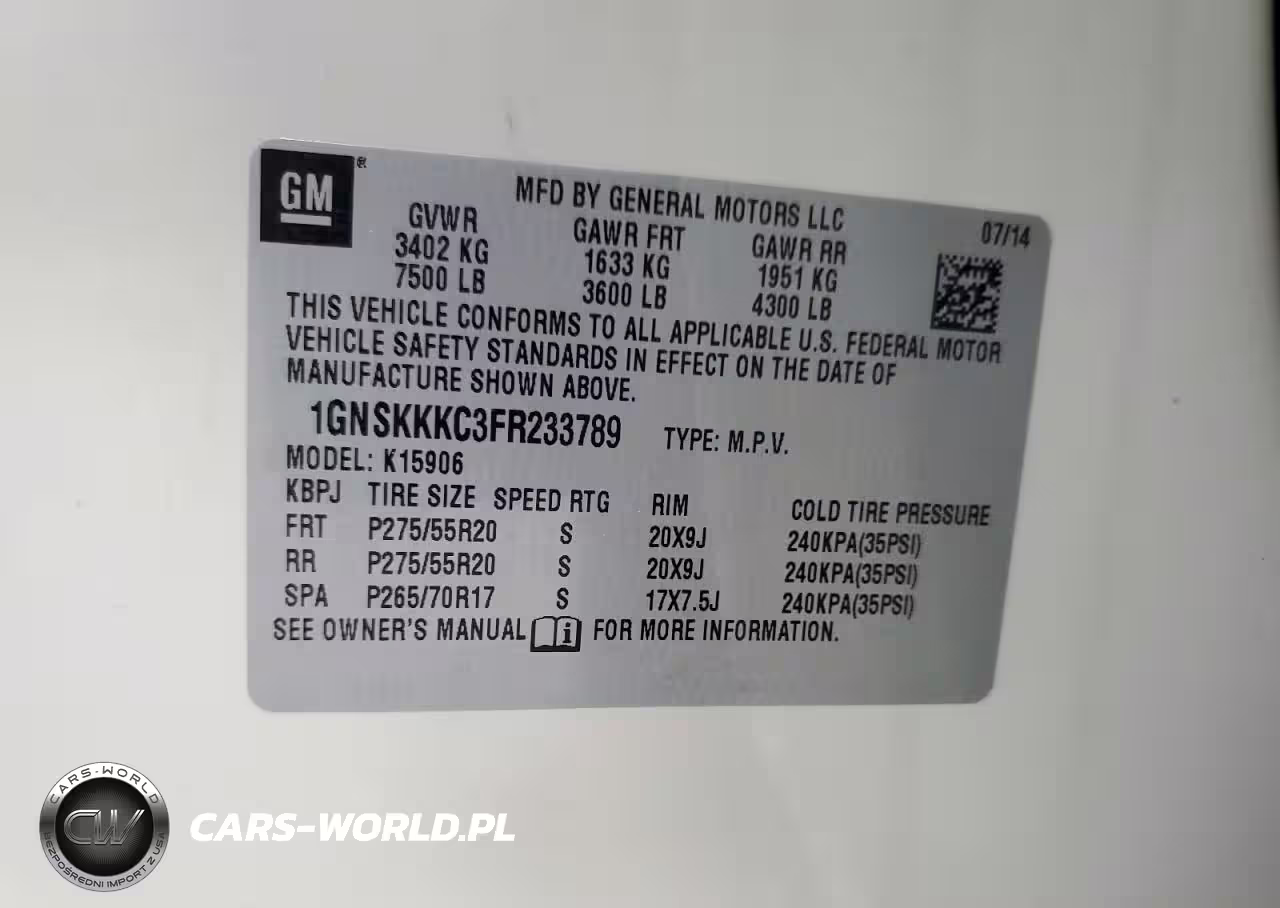 GM ®
MFD BY GENERAL MOTORS LLC
07/14
GVWR GAWR FRT GAWR RR
3402 KG 1633 KG 1951 KG
7500 LB 3600 LB 4300 LB
THIS VEHICLE CONFORMS TO ALL APPLICABLE U.S. FEDERAL MOTOR
VEHICLE SAFETY STANDARDS IN EFFECT ON THE DATE OF
MANUFACTURE SHOWN ABOVE.
1GNSKKKC3FR233789 TYPE: M.P.V.
MODEL: K15906
KBPJ TIRE SIZE SPEED RTG RIM COLD TIRE PRESSURE
FRT P275/55R20 S 20X9J 240KPA(35PSI)
RR P275/55R20 S 20X9J 240KPA(35PSI)
SPA P265/70R17 S 17X7.5J 240KPA(35PSI)
SEE OWNER'S MANUAL i FOR MORE INFORMATION.
CARS-WORLD
CW
BEZPOŚREDNI IMPORT Z USA
CARS-WORLD.PL